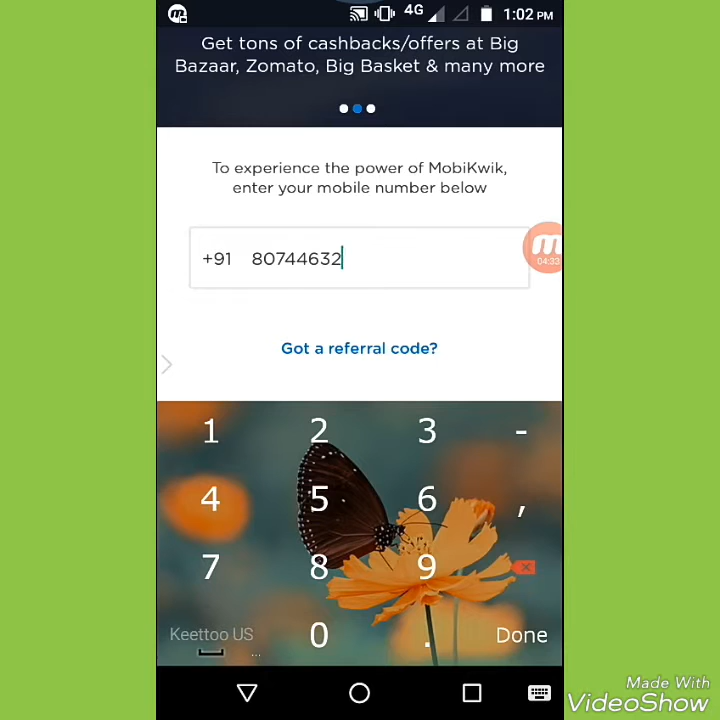 4G 1:02 PM
Get tons of cashbacks/offers at Big
Bazaar, Zomato, Big Basket & many more
To experience the power of MobiKwik,
enter your mobile number below
+91 80744632
04:33
Got a referral code?
1 2 3 -
4 5 6 ,
7 8 9
Keettoo US 0 . Done
...
Made With
VideoShow